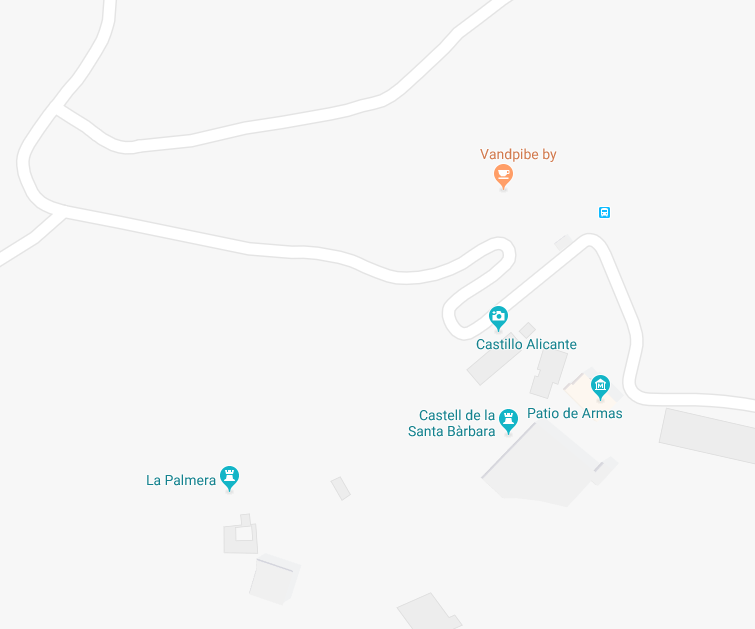 Vandpibe by
Castillo Alicante
Castell de la
Santa Bàrbara
Patio de Armas
La Palmera